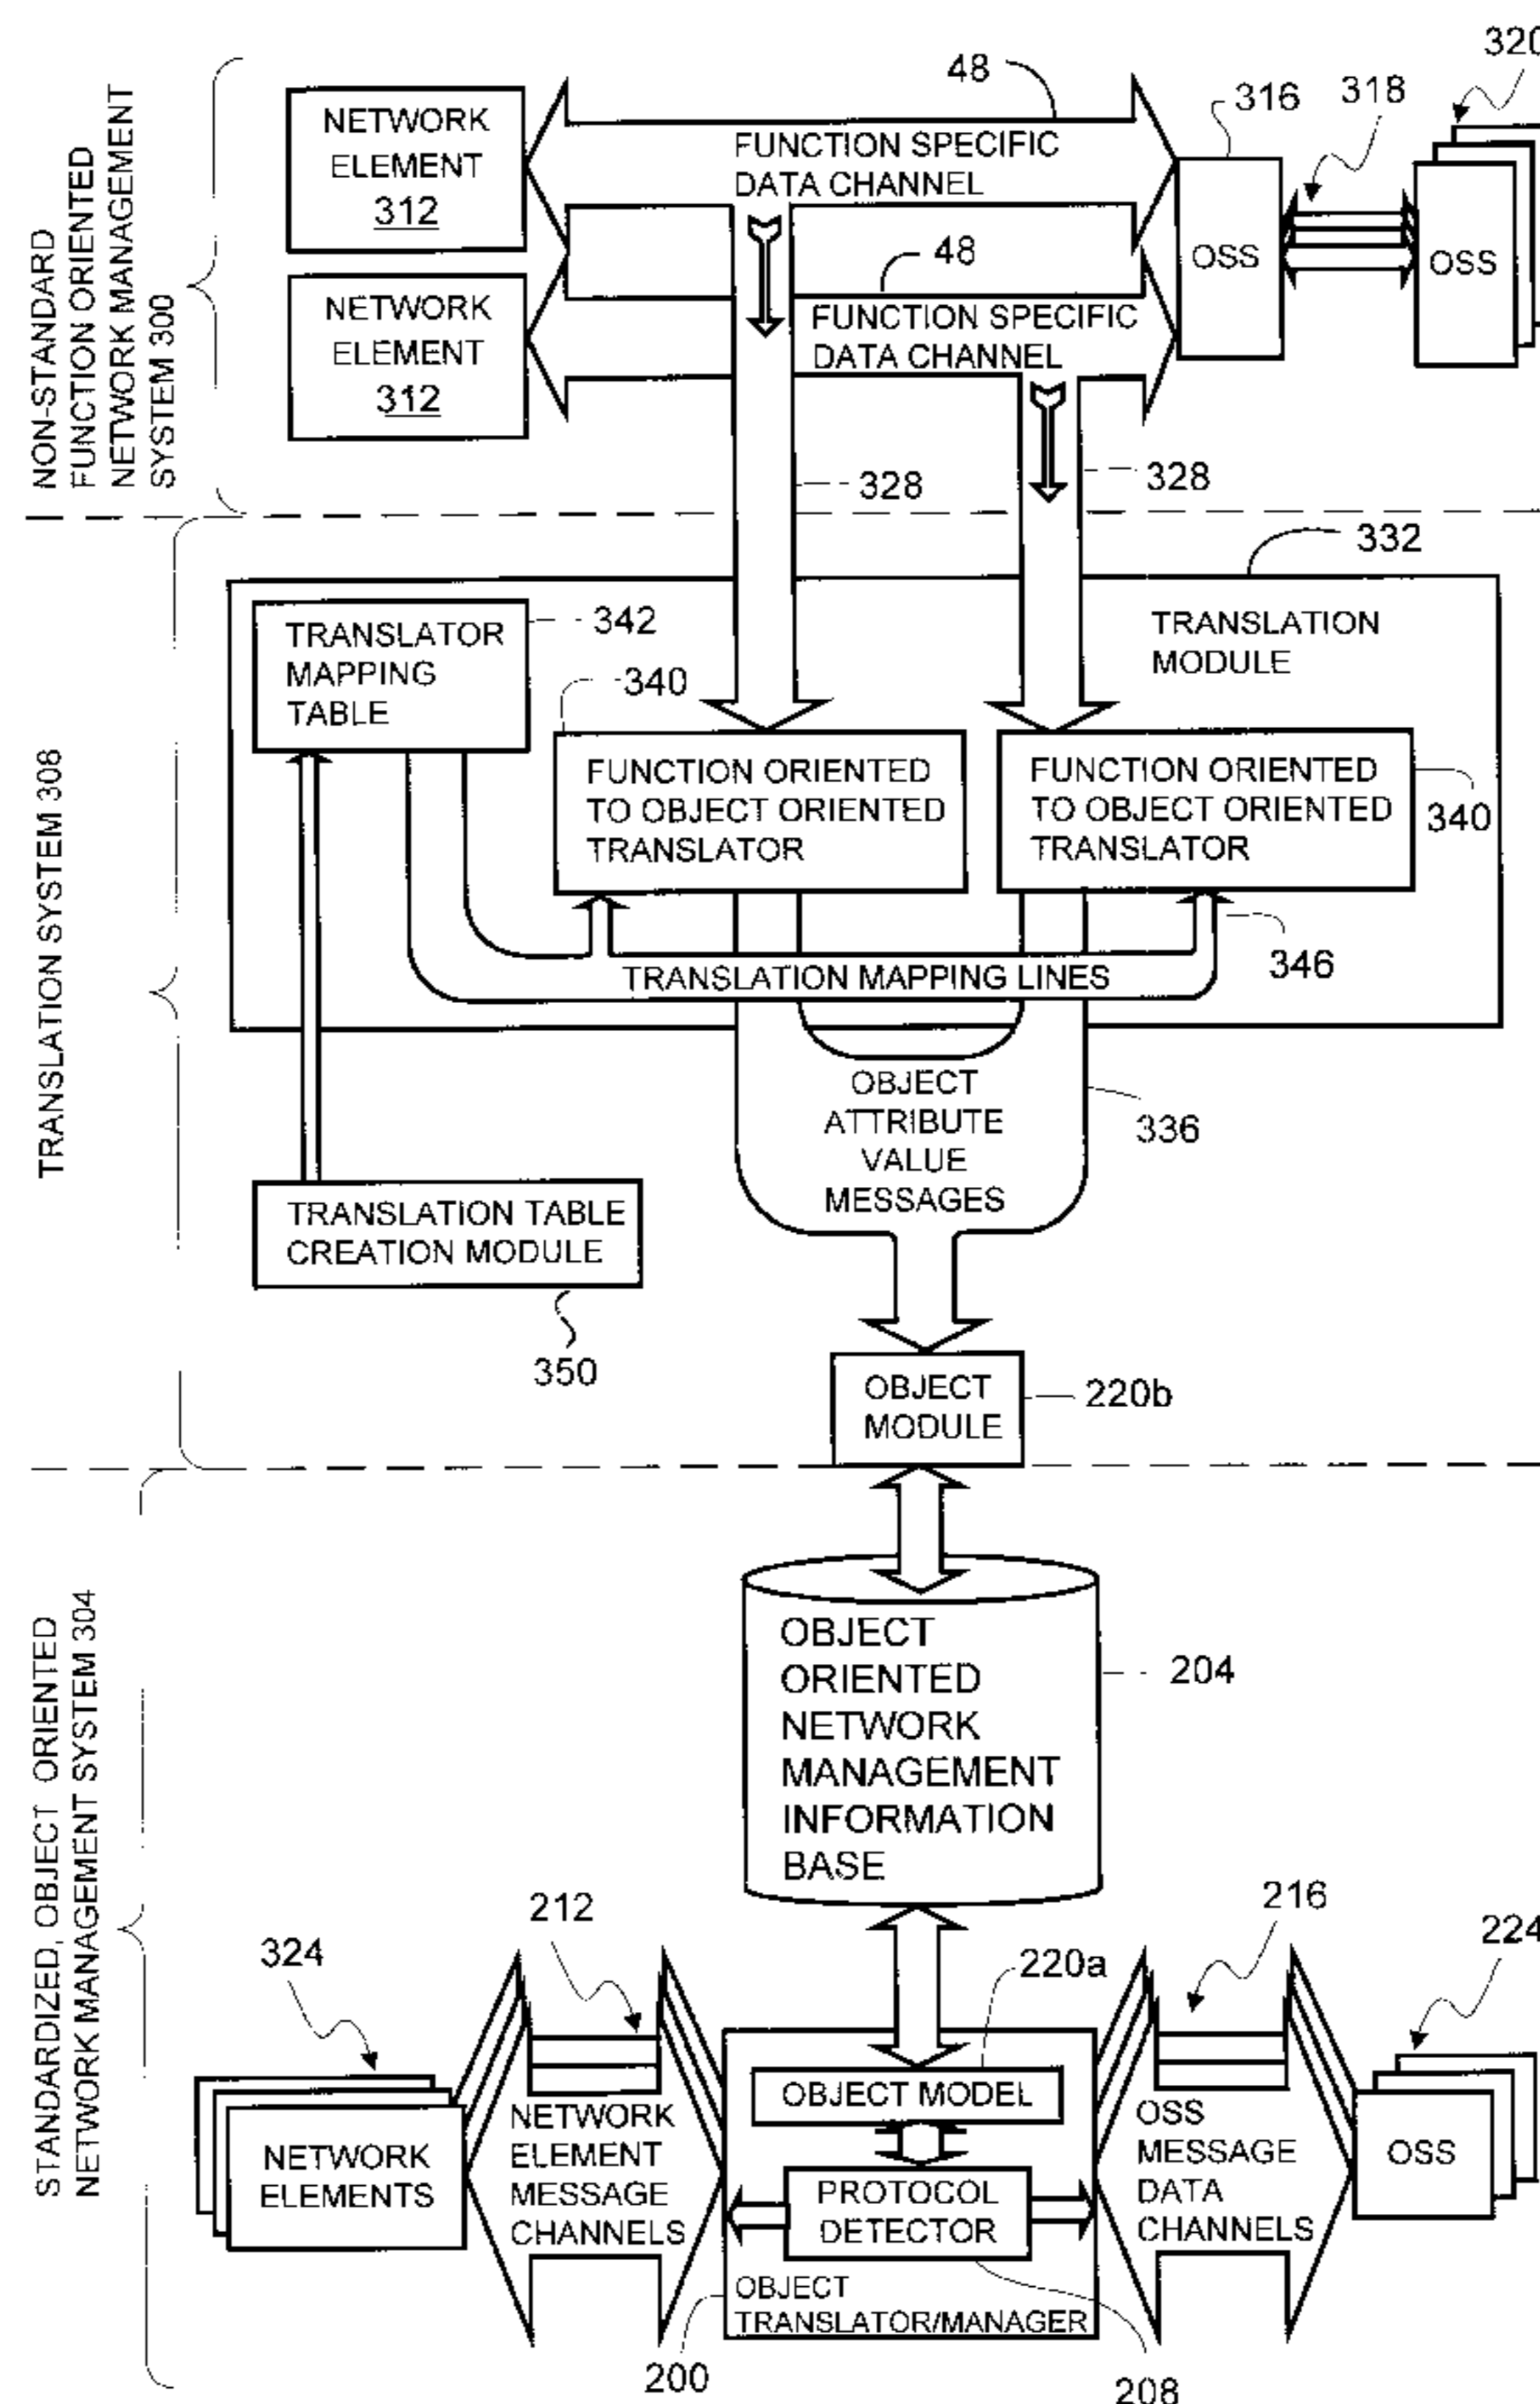 320
48
316
318
NETWORK
ELEMENT
312
FUNCTION SPECIFIC
DATA CHANNEL
OSS
OSS
48
NETWORK
ELEMENT
312
FUNCTION SPECIFIC
DATA CHANNEL
NON-STANDARD
FUNCTION ORIENTED
NETWORK MANAGEMENT
SYSTEM 300
328
328
332
TRANSLATOR
MAPPING
TABLE
342
TRANSLATION
MODULE
340
FUNCTION ORIENTED
TO OBJECT ORIENTED
TRANSLATOR
FUNCTION ORIENTED
TO OBJECT ORIENTED
TRANSLATOR
340
TRANSLATION SYSTEM 308
346
TRANSLATION MAPPING LINES
OBJECT
ATTRIBUTE
VALUE
MESSAGES
336
TRANSLATION TABLE
CREATION MODULE
350
OBJECT
MODULE
220b
OBJECT
ORIENTED
NETWORK
MANAGEMENT
INFORMATION
BASE
204
STANDARDIZED, OBJECT ORIENTED
NETWORK MANAGEMENT SYSTEM 304
324
212
220a
216
224
OBJECT MODEL
NETWORK
ELEMENTS
NETWORK
ELEMENT
MESSAGE
CHANNELS
PROTOCOL
DETECTOR
OSS
MESSAGE
DATA
CHANNELS
OSS
OBJECT
TRANSLATOR/MANAGER
200
208